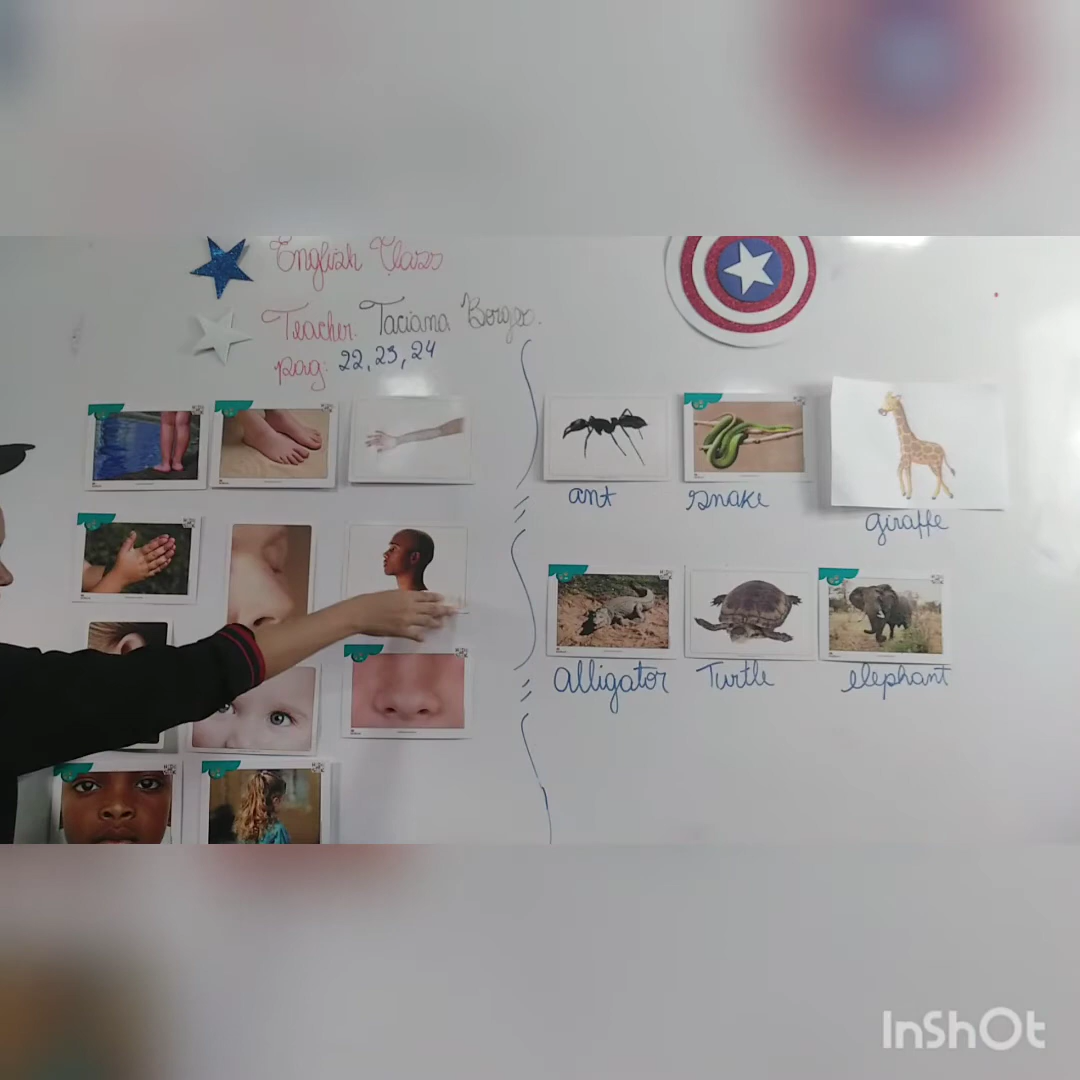 English Class
Teacher. Taciana Borges.
pag: 22, 23, 24
ant
snake
giraffe
alligator
Turtle
elephant
InShOt